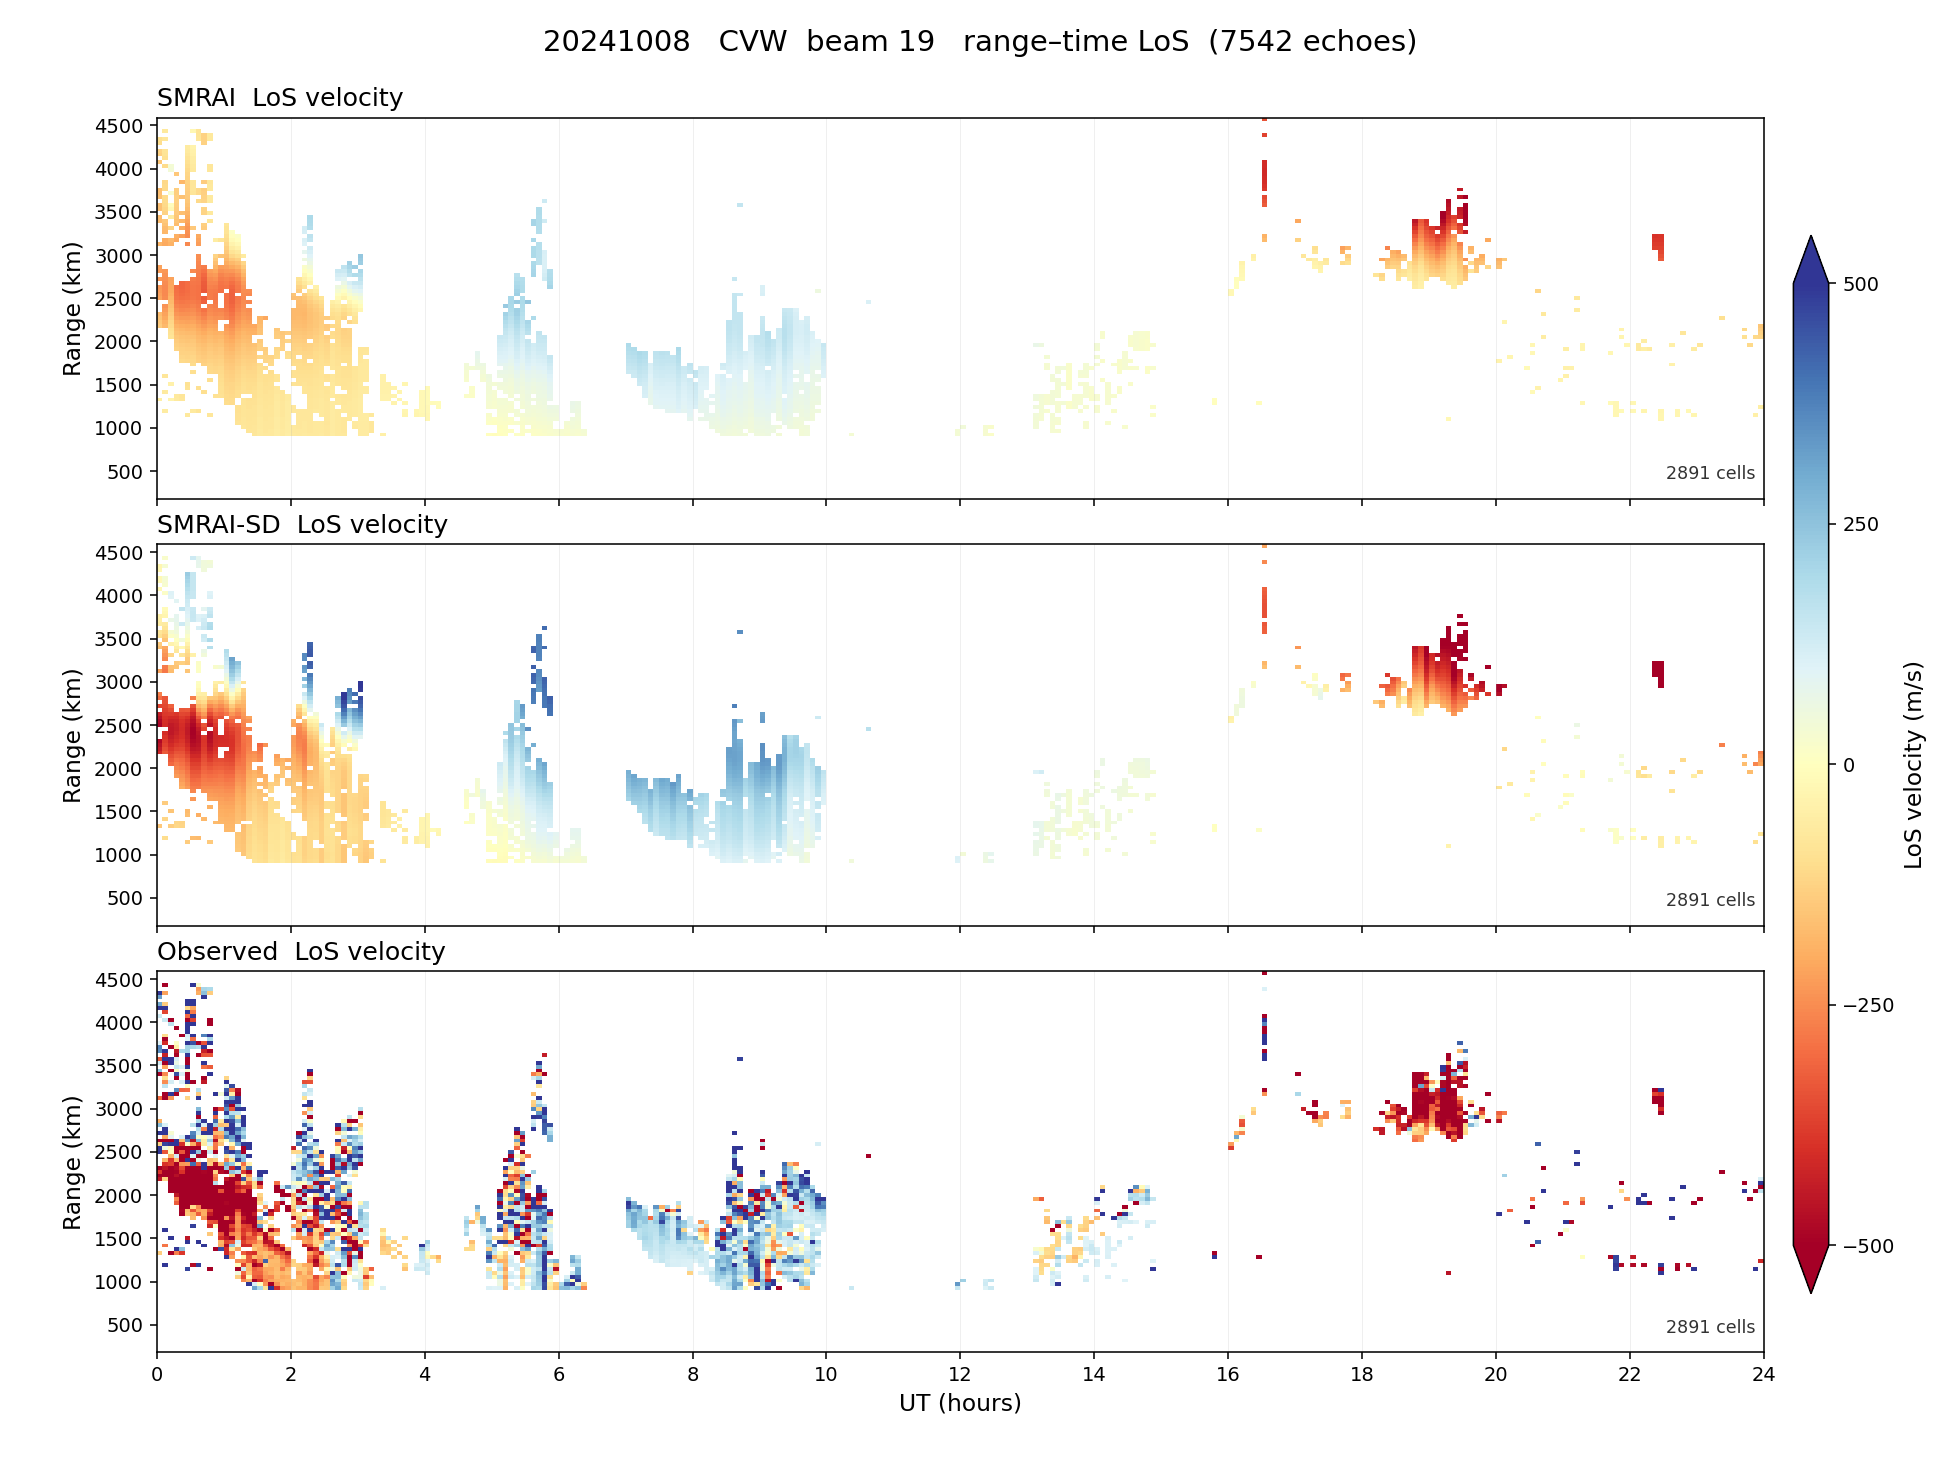 20241008   CVW  beam 19   range–time LoS  (7542 echoes)
SMRAI  LoS velocity
4500
4000
3500
3000
2500
2000
1500
1000
500
Range (km)
2891 cells
SMRAI-SD  LoS velocity
4500
4000
3500
3000
2500
2000
1500
1000
500
Range (km)
2891 cells
Observed  LoS velocity
4500
4000
3500
3000
2500
2000
1500
1000
500
Range (km)
2891 cells
0 2 4 6 8 10 12 14 16 18 20 22 24
UT (hours)
500
250
0
−250
−500
LoS velocity (m/s)